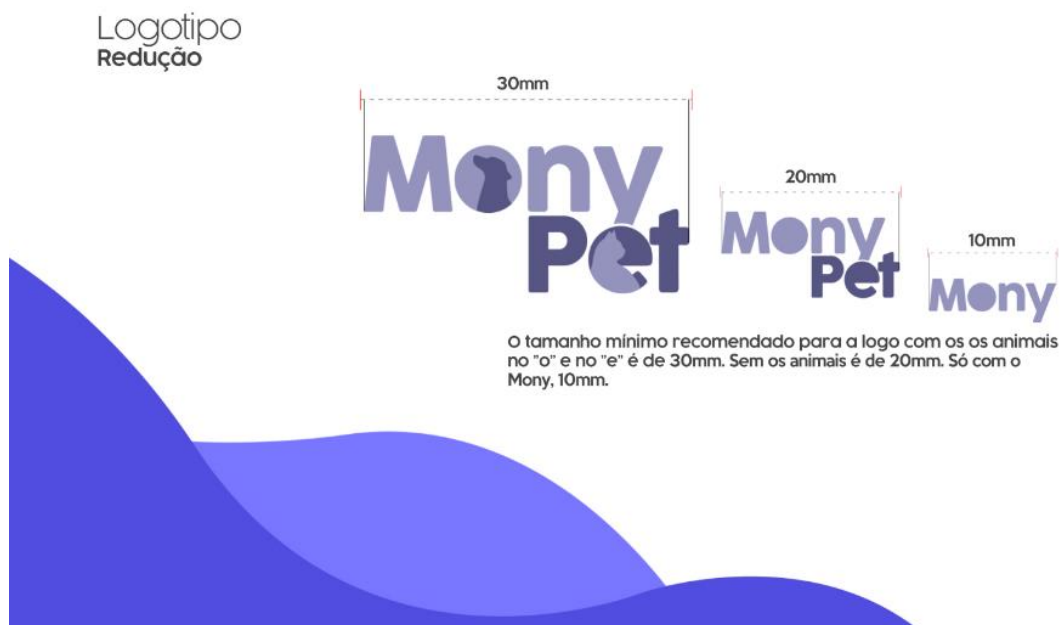 Logotipo
Redução
30mm
Mony
Pet
20mm
Mony
Pet
10mm
Mony
O tamanho mínimo recomendado para a logo com os os animais
no "o" e no "e" é de 30mm. Sem os animais é de 20mm. Só com o
Mony, 10mm.